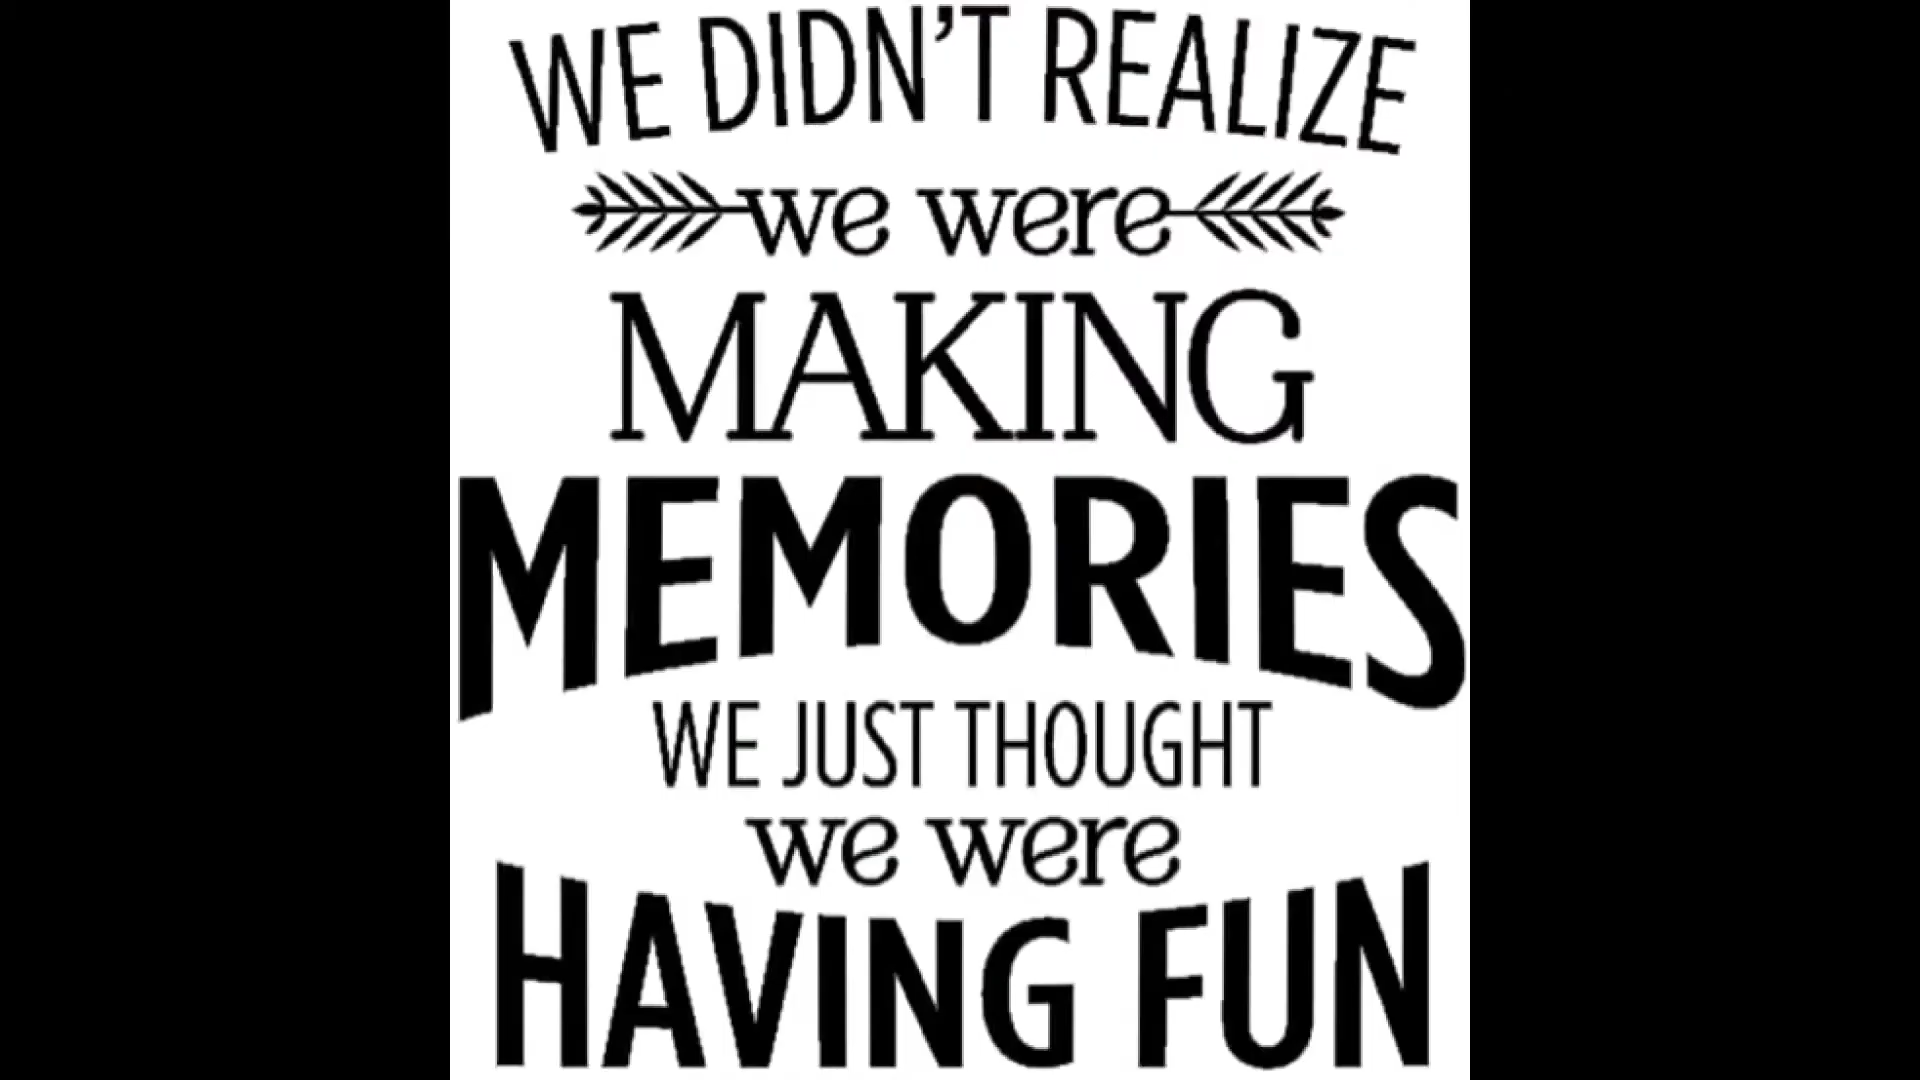 WE DIDN'T REALIZE
we were
MAKING
MEMORIES
WE JUST THOUGHT
we were
HAVING FUN